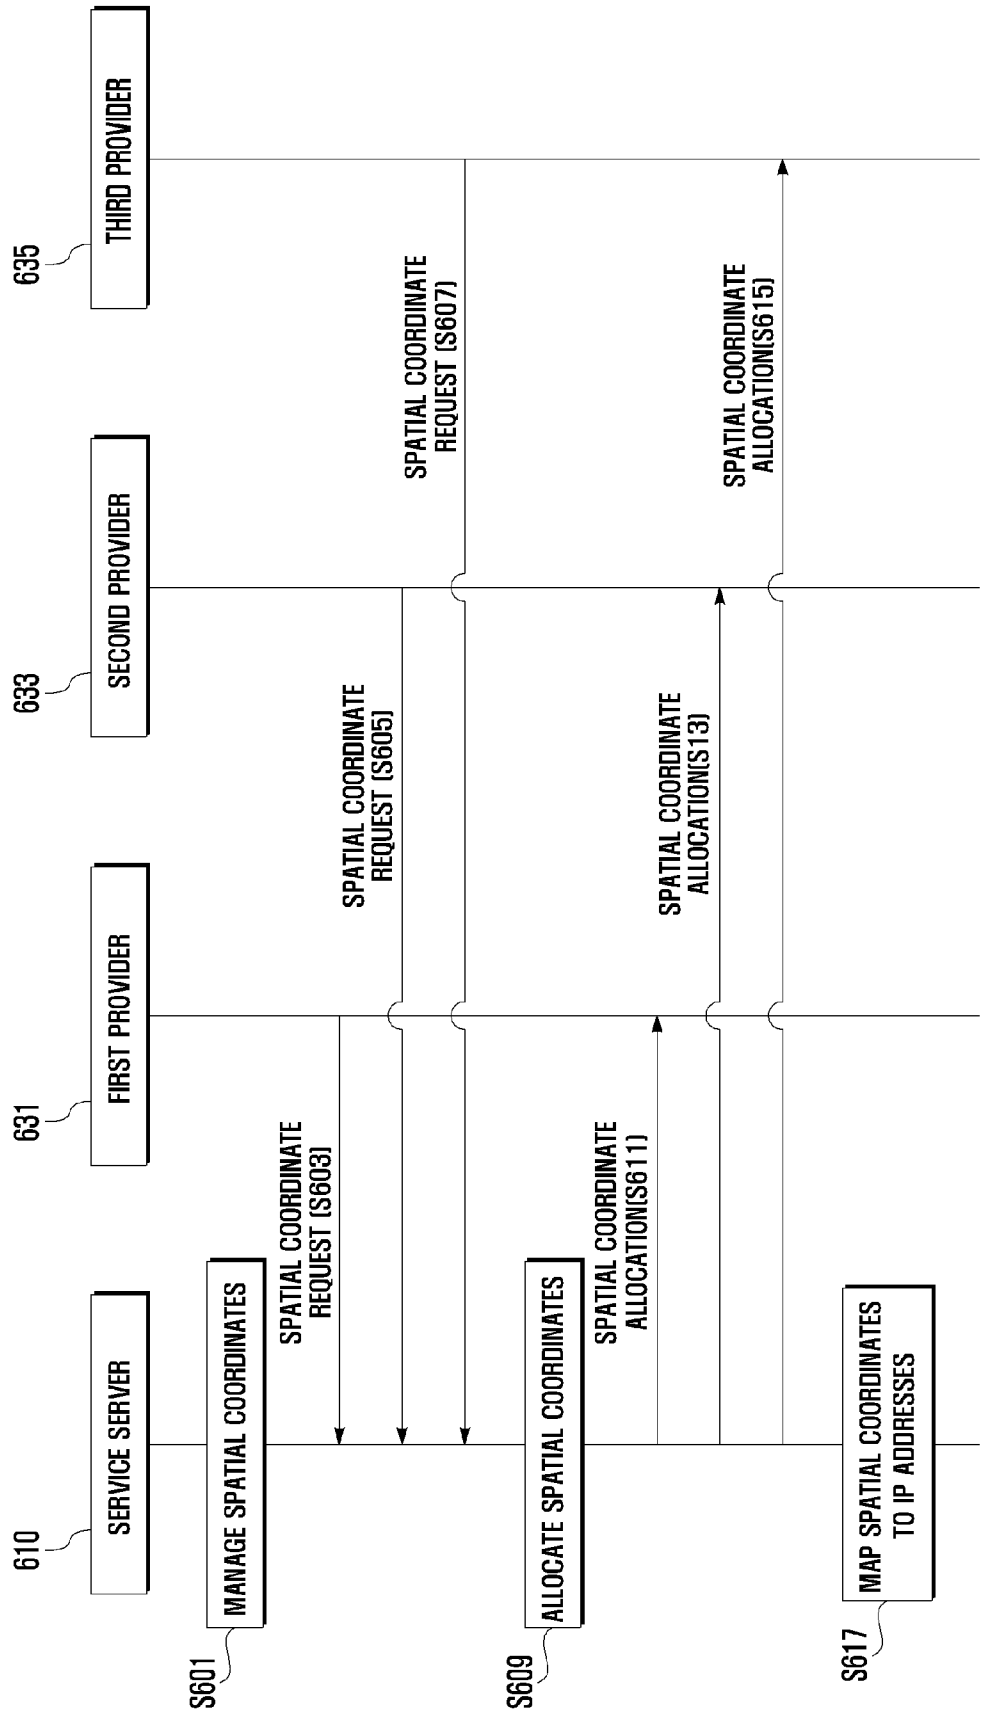 610
SERVICE SERVER
631
FIRST PROVIDER
633
SECOND PROVIDER
635
THIRD PROVIDER
S601
MANAGE SPATIAL COORDINATES
SPATIAL COORDINATE
REQUEST (S603)
SPATIAL COORDINATE
REQUEST (S605)
SPATIAL COORDINATE
REQUEST (S607)
S609
ALLOCATE SPATIAL COORDINATES
SPATIAL COORDINATE
ALLOCATION(S611)
SPATIAL COORDINATE
ALLOCATION(S13)
SPATIAL COORDINATE
ALLOCATION(S615)
S617
MAP SPATIAL COORDINATES
TO IP ADDRESSES